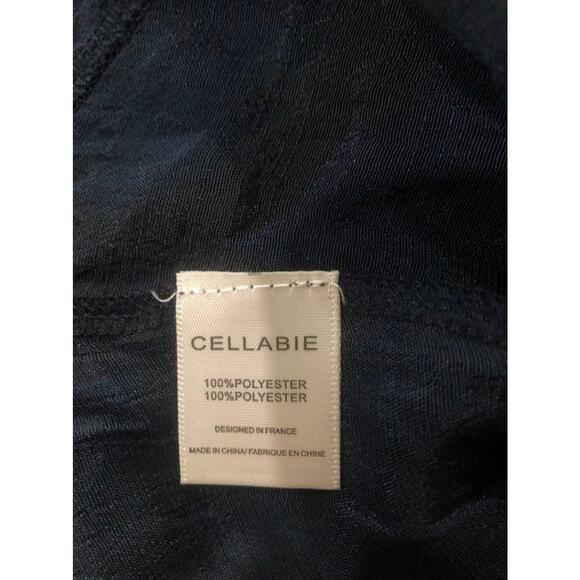 CELLABIE
100%POLYESTER
100%POLYESTER
DESIGNED IN FRANCE
MADE IN CHINA/ FABRIQUE EN CHINE